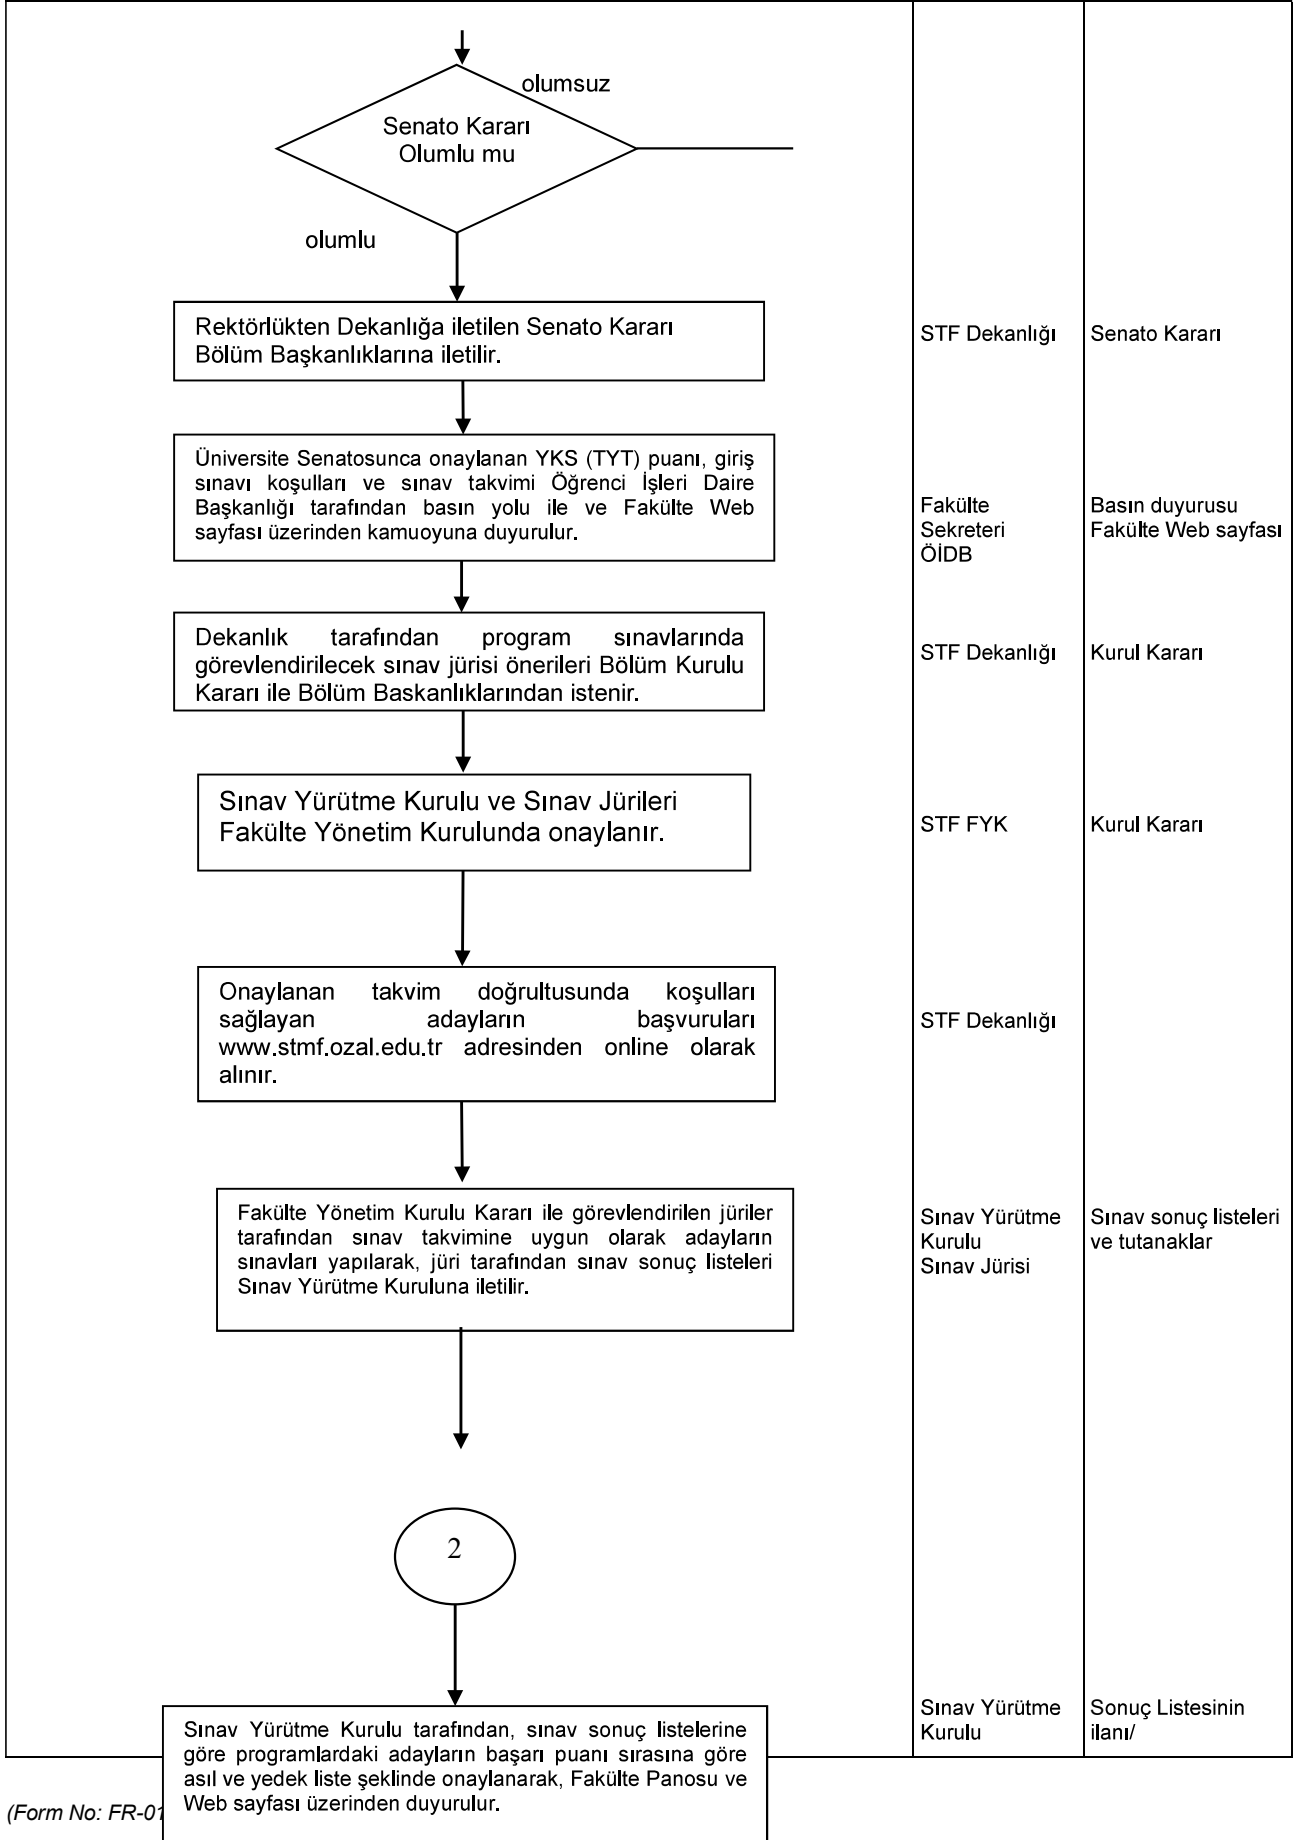 olumsuz
Senato Kararı
Olumlu mu
olumlu
Rektörlükten Dekanlığa iletilen Senato Kararı
Bölüm Başkanlıklarına iletilir.
STF Dekanlığı
Senato Kararı
Üniversite Senatosunca onaylanan YKS (TYT) puanı, giriş
sınavı koşulları ve sınav takvimi Öğrenci İşleri Daire
Başkanlığı tarafından basın yolu ile ve Fakülte Web
sayfası üzerinden kamuoyuna duyurulur.
Fakülte
Sekreteri
ÖİDB
Basın duyurusu
Fakülte Web sayfası
Dekanlık tarafından program sınavlarında
görevlendirilecek sınav jürisi önerileri Bölüm Kurulu
Kararı ile Bölüm Baskanlıklarından istenir.
STF Dekanlığı
Kurul Kararı
Sınav Yürütme Kurulu ve Sınav Jürileri
Fakülte Yönetim Kurulunda onaylanır.
STF FYK
Kurul Kararı
Onaylanan takvim doğrultusunda koşulları
sağlayan adayların başvuruları
www.stmf.ozal.edu.tr adresinden online olarak
alınır.
STF Dekanlığı
Fakülte Yönetim Kurulu Kararı ile görevlendirilen jüriler
tarafından sınav takvimine uygun olarak adayların
sınavları yapılarak, jüri tarafından sınav sonuç listeleri
Sınav Yürütme Kuruluna iletilir.
Sınav Yürütme
Kurulu
Sınav Jürisi
Sınav sonuç listeleri
ve tutanaklar
2
Sınav Yürütme Kurulu tarafından, sınav sonuç listelerine
göre programlardaki adayların başarı puanı sırasına göre
asıl ve yedek liste şeklinde onaylanarak, Fakülte Panosu ve
Web sayfası üzerinden duyurulur.
Sınav Yürütme
Kurulu
Sonuç Listesinin
ilanı/
(Form No: FR-01